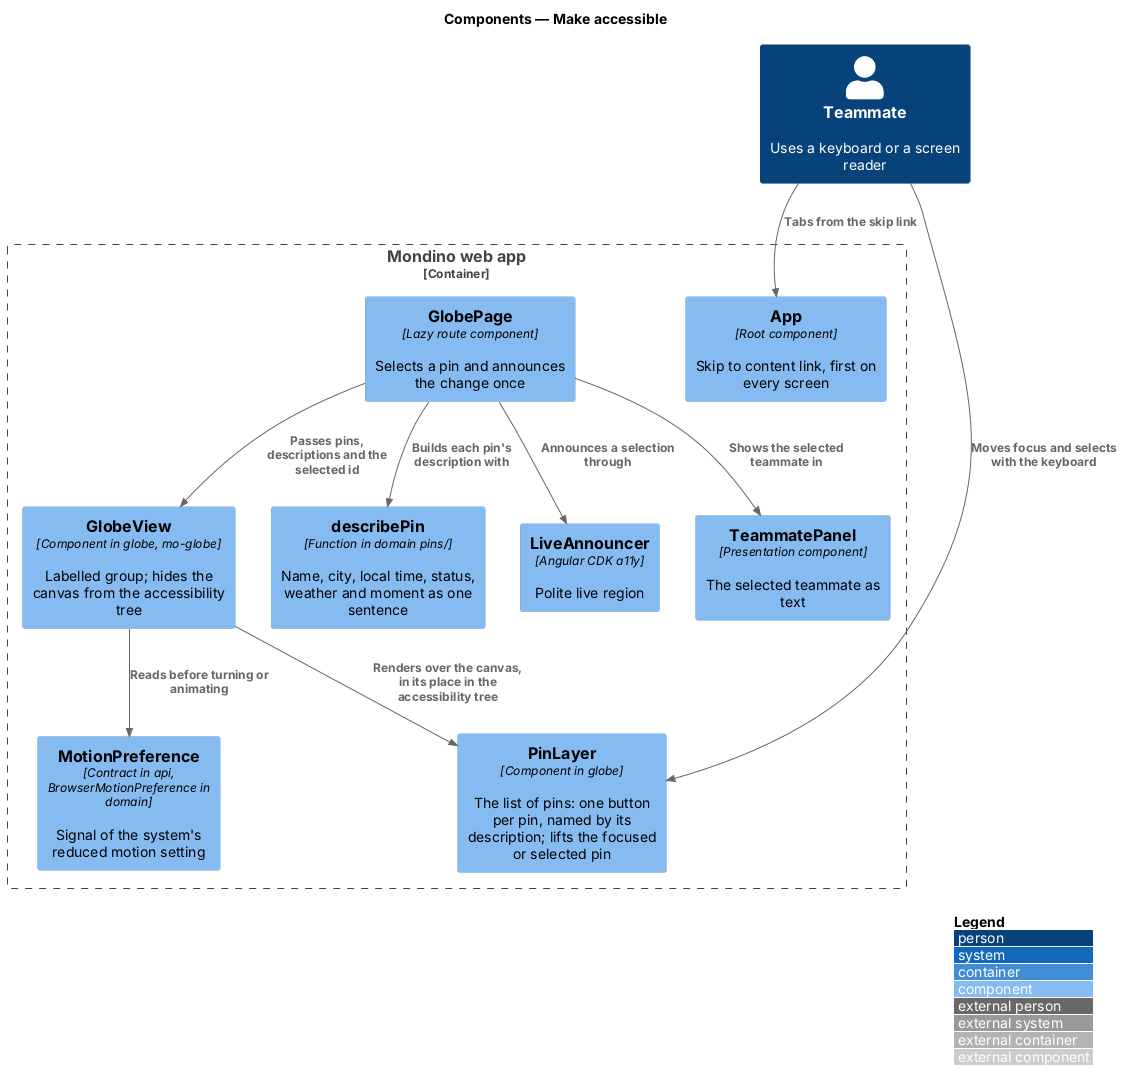 Components — Make accessible
Teammate
Uses a keyboard or a screen
reader
Tabs from the skip link
Mondino web app
[Container]
GlobePage
[Lazy route component]
Selects a pin and announces
the change once
App
[Root component]
Skip to content link, first on
every screen
Passes pins,
descriptions and the
selected id
Builds each pin's
description with
Announces a selection
through
Shows the selected
teammate in
Moves focus and selects
with the keyboard
GlobeView
[Component in globe, mo-globe]
Labelled group; hides the
canvas from the accessibility
tree
describePin
[Function in domain pins/]
Name, city, local time, status,
weather and moment as one
sentence
LiveAnnouncer
[Angular CDK a11y]
Polite live region
TeammatePanel
[Presentation component]
The selected teammate as
text
Reads before turning or
animating
Renders over the canvas,
in its place in the
accessibility tree
MotionPreference
[Contract in api,
BrowserMotionPreference in
domain]
Signal of the system's
reduced motion setting
PinLayer
[Component in globe]
The list of pins: one button
per pin, named by its
description; lifts the focused
or selected pin
Legend
person
system
container
component
external person
external system
external container
external component